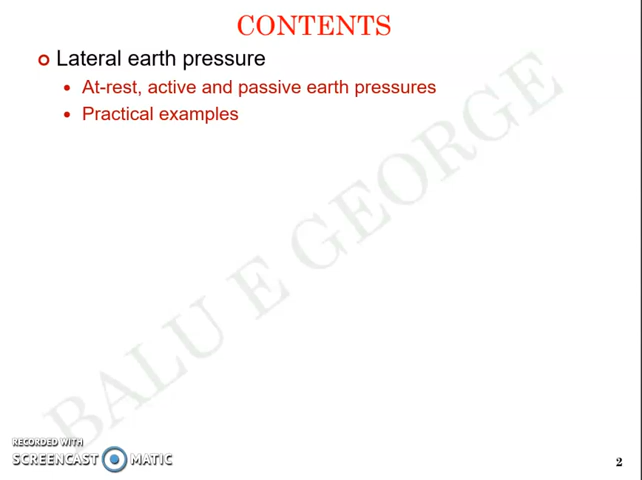 CONTENTS
Lateral earth pressure
At-rest, active and passive earth pressures
Practical examples
BALU E GEORGE
RECORDED WITH
SCREENCAST MATIC
2